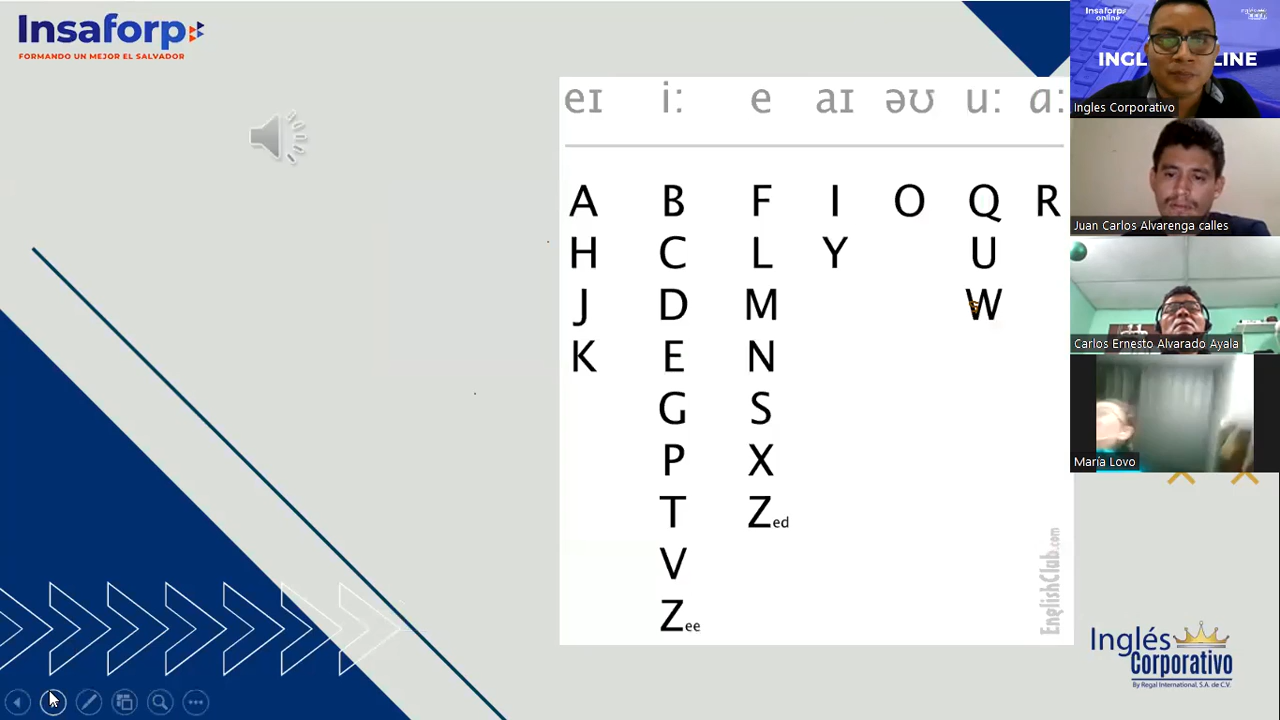 Insaforp
FORMANDO UN MEJOR EL SALVADOR
eɪ i: e aɪ əʊ u: ɑ:
A B F I O Q R
H C L Y U
J D M W
K E N
G S
P X
T Zed
V
Zee
EnglishClub.com
Inglés
Corporativo
By Regal International, S.A. de C.V.
Insaforp
online
INGL LINE
Ingles Corporativo
Juan Carlos Alvarenga calles
Carlos Ernesto Alvarado Ayala
María Lovo